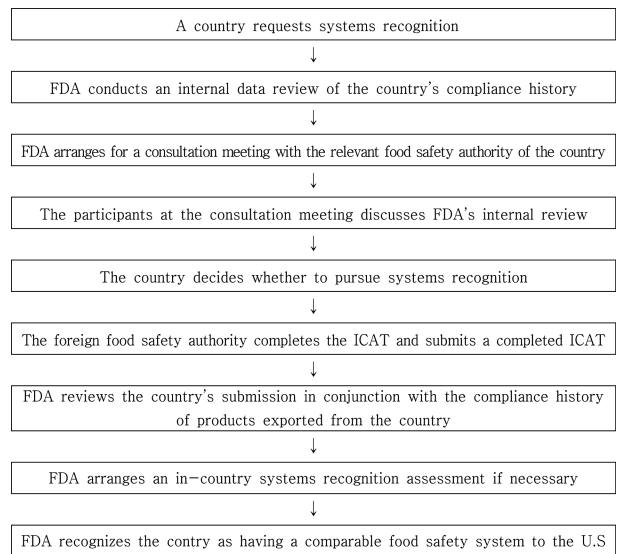 A country requests systems recognition
↓
FDA conducts an internal data review of the country's compliance history
↓
FDA arranges for a consultation meeting with the relevant food safety authority of the country
↓
The participants at the consultation meeting discusses FDA's internal review
↓
The country decides whether to pursue systems recognition
↓
The foreign food safety authority completes the ICAT and submits a completed ICAT
↓
FDA reviews the country's submission in conjunction with the compliance history
of products exported from the country
↓
FDA arranges an in-country systems recognition assessment if necessary
↓
FDA recognizes the contry as having a comparable food safety system to the U.S